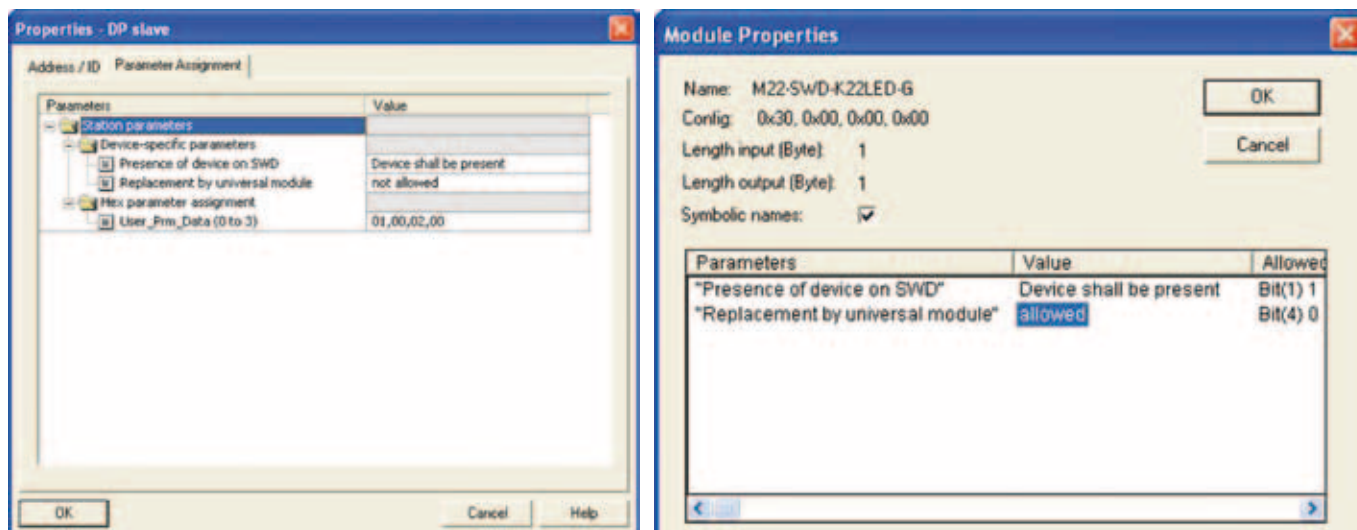 Properties - DP slave
Address / ID Parameter Assignment
Parameters Value
Station parameters
Device-specific parameters
Presence of device on SWD Device shall be present
Replacement by universal module not allowed
Hex parameter assignment
User_Prm_Data (0 to 3) 01,00,02,00
OK Cancel Help
Module Properties
Name: M22-SWD-K22LED-G
Config: 0x30, 0x00, 0x00, 0x00
Length input (Byte): 1
Length output (Byte): 1
Symbolic names:
OK
Cancel
Parameters Value Allowed
"Presence of device on SWD" Device shall be present Bit(1) 1
"Replacement by universal module" allowed Bit(4) 0